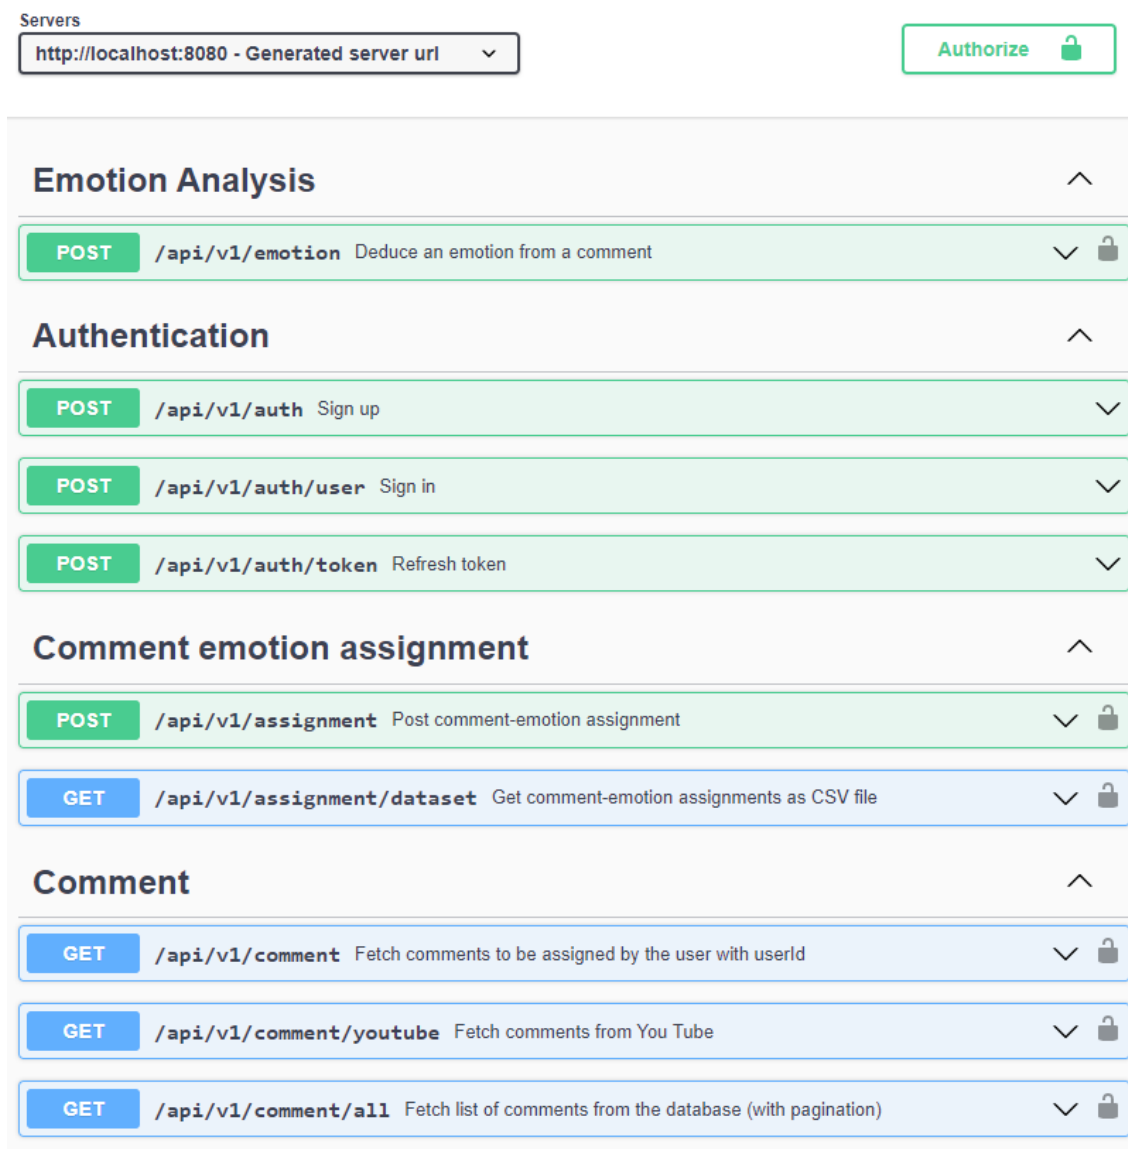 Servers
http://localhost:8080 - Generated server url
Authorize
Emotion Analysis
POST /api/v1/emotion Deduce an emotion from a comment
Authentication
POST /api/v1/auth Sign up
POST /api/v1/auth/user Sign in
POST /api/v1/auth/token Refresh token
Comment emotion assignment
POST /api/v1/assignment Post comment-emotion assignment
GET /api/v1/assignment/dataset Get comment-emotion assignments as CSV file
Comment
GET /api/v1/comment Fetch comments to be assigned by the user with userId
GET /api/v1/comment/youtube Fetch comments from You Tube
GET /api/v1/comment/all Fetch list of comments from the database (with pagination)